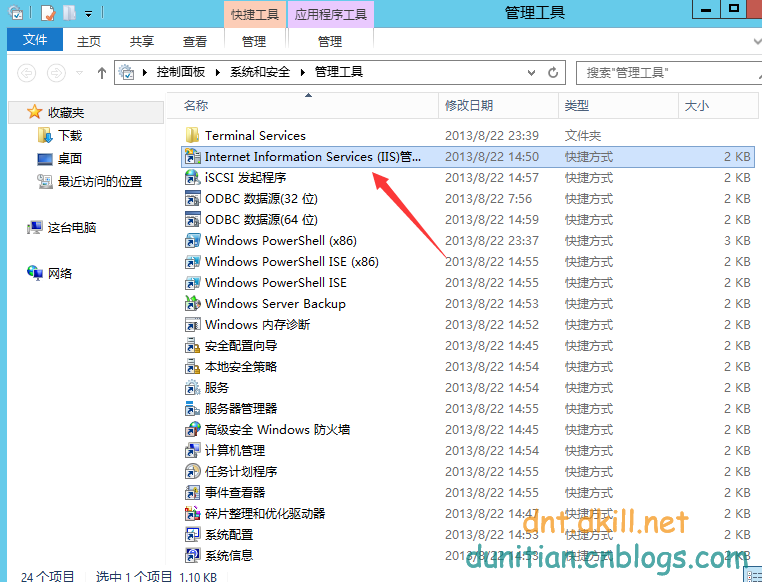 快捷工具 应用程序工具 管理工具
文件 主页 共享 查看 管理 管理
控制面板 系统和安全 管理工具 搜索"管理工具"
名称 修改日期 类型 大小
收藏夹
下载
桌面
最近访问的位置
这台电脑
网络
Terminal Services 2013/8/22 23:39 文件夹
Internet Information Services (IIS)管... 2013/8/22 14:50 快捷方式 2 KB
iSCSI 发起程序 2013/8/22 14:57 快捷方式 2 KB
ODBC 数据源(32 位) 2013/8/22 7:56 快捷方式 2 KB
ODBC 数据源(64 位) 2013/8/22 14:59 快捷方式 2 KB
Windows PowerShell (x86) 2013/8/22 23:37 快捷方式 3 KB
Windows PowerShell ISE (x86) 2013/8/22 14:55 快捷方式 2 KB
Windows PowerShell ISE 2013/8/22 14:55 快捷方式 2 KB
Windows Server Backup 2013/8/22 14:53 快捷方式 2 KB
Windows 内存诊断 2013/8/22 14:52 快捷方式 2 KB
安全配置向导 2013/8/22 14:45 快捷方式 2 KB
本地安全策略 2013/8/22 14:54 快捷方式 2 KB
服务 2013/8/22 14:54 快捷方式 2 KB
服务器管理器 2013/8/22 14:55 快捷方式 2 KB
高级安全 Windows 防火墙 2013/8/22 14:45 快捷方式 2 KB
计算机管理 2013/8/22 14:54 快捷方式 2 KB
任务计划程序 2013/8/22 14:55 快捷方式 2 KB
事件查看器 2013/8/22 14:55 快捷方式 2 KB
碎片整理和优化驱动器 2013/8/22 14:47 快捷方式 2 KB
系统配置 2013/8/22 14:53 快捷方式 2 KB
系统信息 2013/8/22 14:53 快捷方式 2 KB
dnt.dkill.net
dunitian.cnblogs.com
24 个项目 选中 1 个项目 1.10 KB